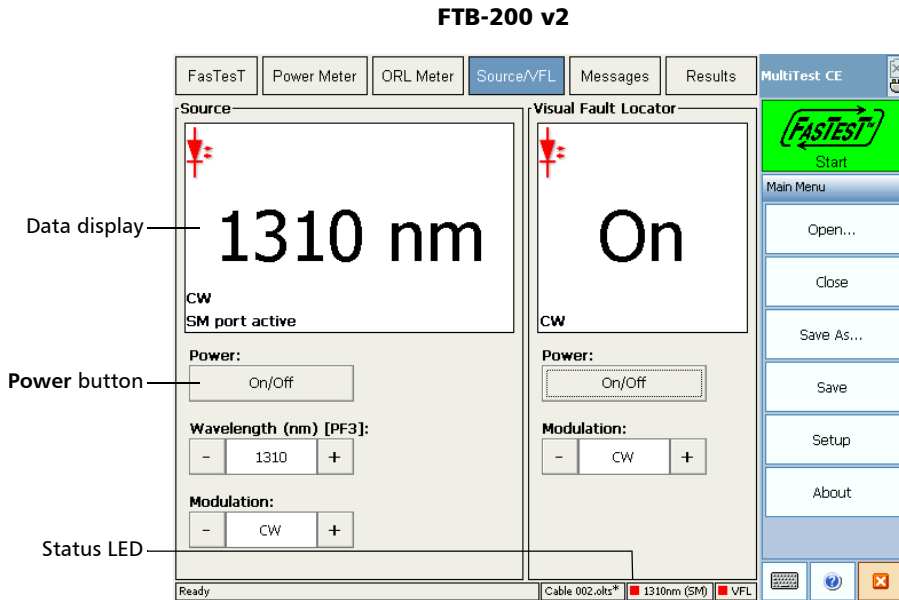 FTB-200 v2
FasTesT
Power Meter
ORL Meter
Source/VFL
Messages
Results
MultiTest CE
Source
Visual Fault Locator
FASTEST™
Start
Main Menu
Data display
1310 nm
On
Open...
Close
CW
SM port active
CW
Save As...
Power:
Power:
Power button
On/Off
On/Off
Save
Wavelength (nm) [PF3]:
Modulation:
- 1310 +
- CW +
Setup
About
Modulation:
- CW +
Status LED
Ready
Cable 002.olts*
1310nm (SM)
VFL